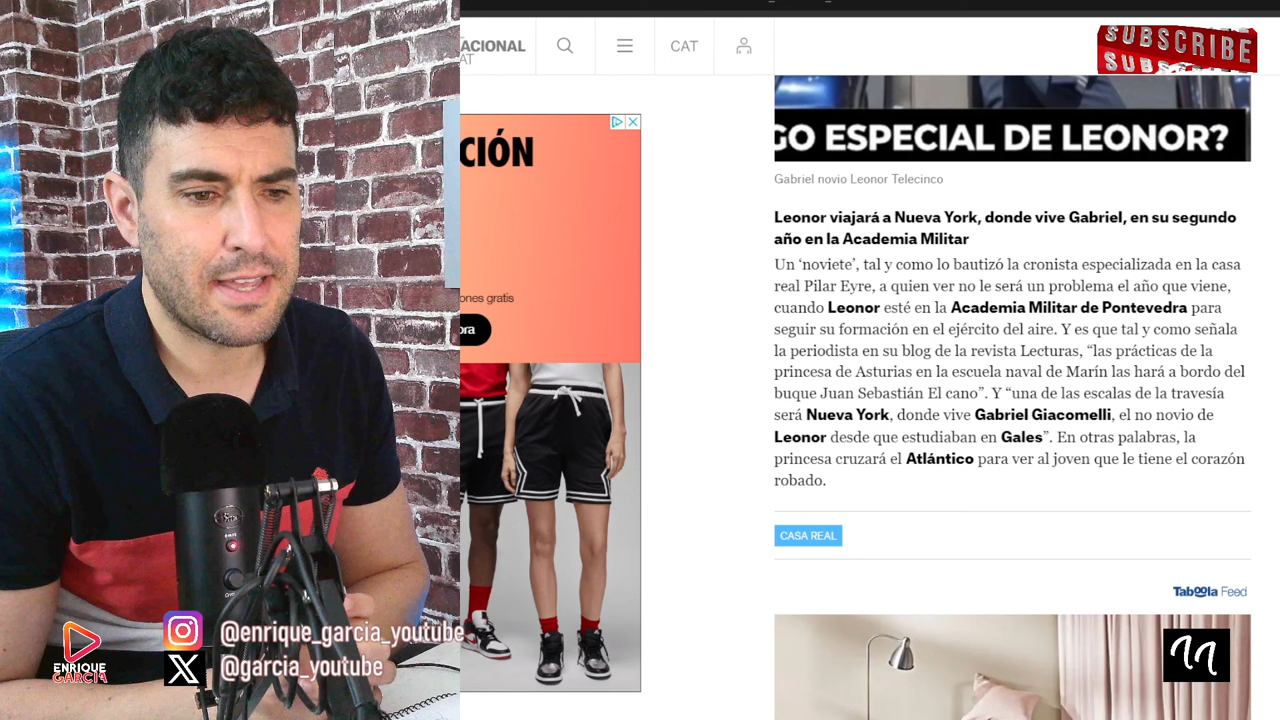 ACIONAL
AT
CAT
SUBSCRIBE
SUBS
CIÓN
ones gratis
ora
GO ESPECIAL DE LEONOR?
Gabriel novio Leonor Telecinco
Leonor viajará a Nueva York, donde vive Gabriel, en su segundo
año en la Academia Militar
Un ‘noviete’, tal y como lo bautizó la cronista especializada en la casa
real Pilar Eyre, a quien ver no le será un problema el año que viene,
cuando Leonor esté en la Academia Militar de Pontevedra para
seguir su formación en el ejército del aire. Y es que tal y como señala
la periodista en su blog de la revista Lecturas, “las prácticas de la
princesa de Asturias en la escuela naval de Marín las hará a bordo del
buque Juan Sebastián El cano”. Y “una de las escalas de la travesía
será Nueva York, donde vive Gabriel Giacomelli, el no novio de
Leonor desde que estudiaban en Gales”. En otras palabras, la
princesa cruzará el Atlántico para ver al joven que le tiene el corazón
robado.
CASA REAL
Taboola Feed
@enrique_garcia_youtube
@garcia_youtube
ENRIQUE
GARCIA